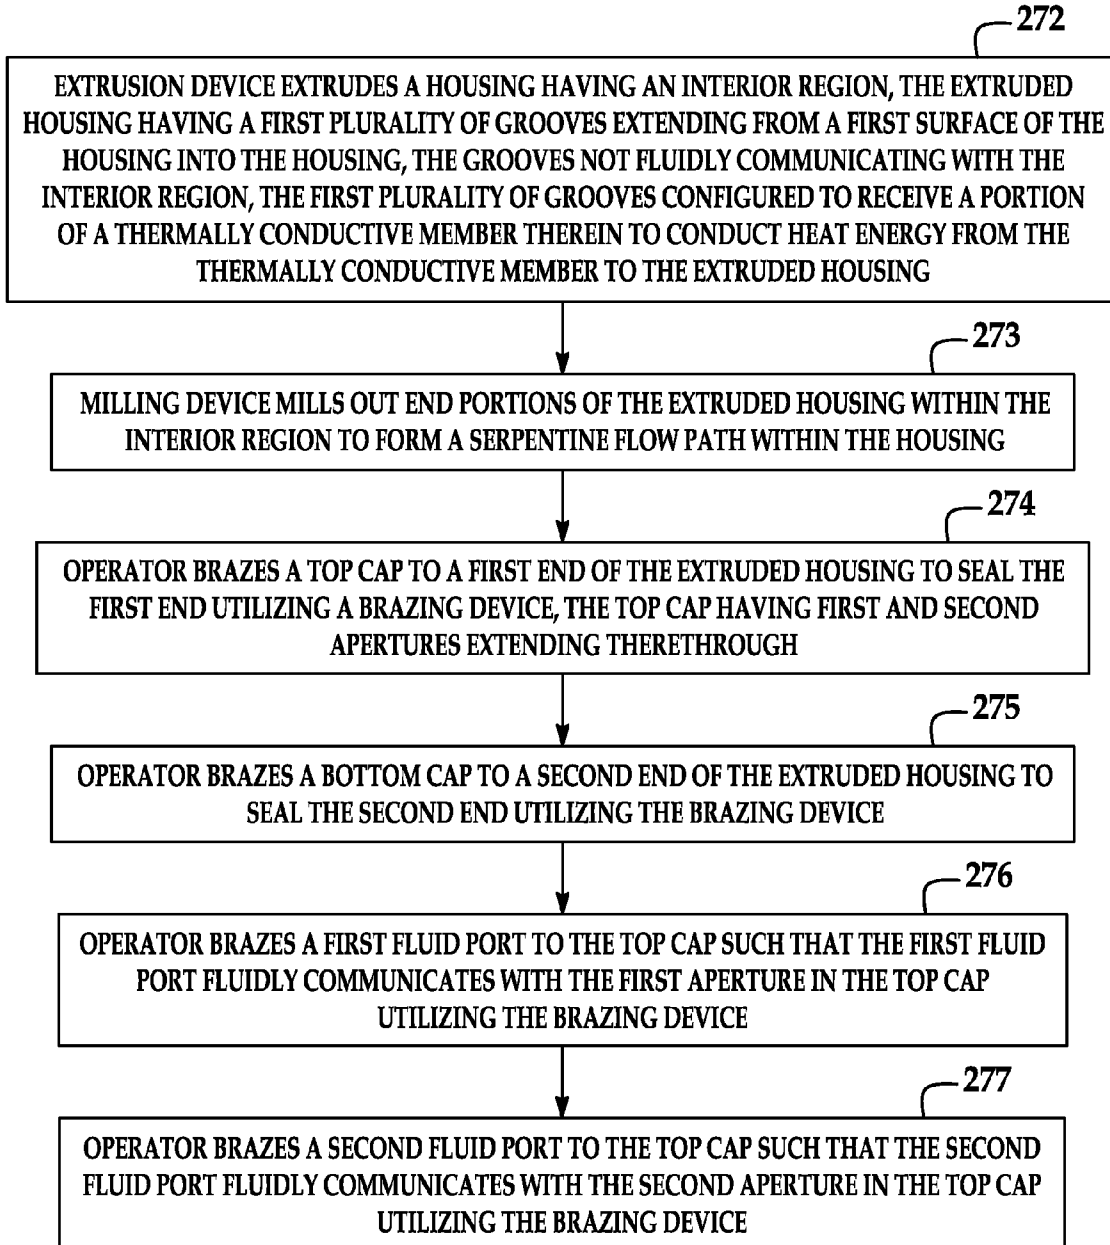 272
EXTRUSION DEVICE EXTRUDES A HOUSING HAVING AN INTERIOR REGION, THE EXTRUDED
HOUSING HAVING A FIRST PLURALITY OF GROOVES EXTENDING FROM A FIRST SURFACE OF THE
HOUSING INTO THE HOUSING, THE GROOVES NOT FLUIDLY COMMUNICATING WITH THE
INTERIOR REGION, THE FIRST PLURALITY OF GROOVES CONFIGURED TO RECEIVE A PORTION
OF A THERMALLY CONDUCTIVE MEMBER THEREIN TO CONDUCT HEAT ENERGY FROM THE
THERMALLY CONDUCTIVE MEMBER TO THE EXTRUDED HOUSING
273
MILLING DEVICE MILLS OUT END PORTIONS OF THE EXTRUDED HOUSING WITHIN THE
INTERIOR REGION TO FORM A SERPENTINE FLOW PATH WITHIN THE HOUSING
274
OPERATOR BRAZES A TOP CAP TO A FIRST END OF THE EXTRUDED HOUSING TO SEAL THE
FIRST END UTILIZING A BRAZING DEVICE, THE TOP CAP HAVING FIRST AND SECOND
APERTURES EXTENDING THERETHROUGH
275
OPERATOR BRAZES A BOTTOM CAP TO A SECOND END OF THE EXTRUDED HOUSING TO
SEAL THE SECOND END UTILIZING THE BRAZING DEVICE
276
OPERATOR BRAZES A FIRST FLUID PORT TO THE TOP CAP SUCH THAT THE FIRST FLUID
PORT FLUIDLY COMMUNICATES WITH THE FIRST APERTURE IN THE TOP CAP
UTILIZING THE BRAZING DEVICE
277
OPERATOR BRAZES A SECOND FLUID PORT TO THE TOP CAP SUCH THAT THE SECOND
FLUID PORT FLUIDLY COMMUNICATES WITH THE SECOND APERTURE IN THE TOP CAP
UTILIZING THE BRAZING DEVICE